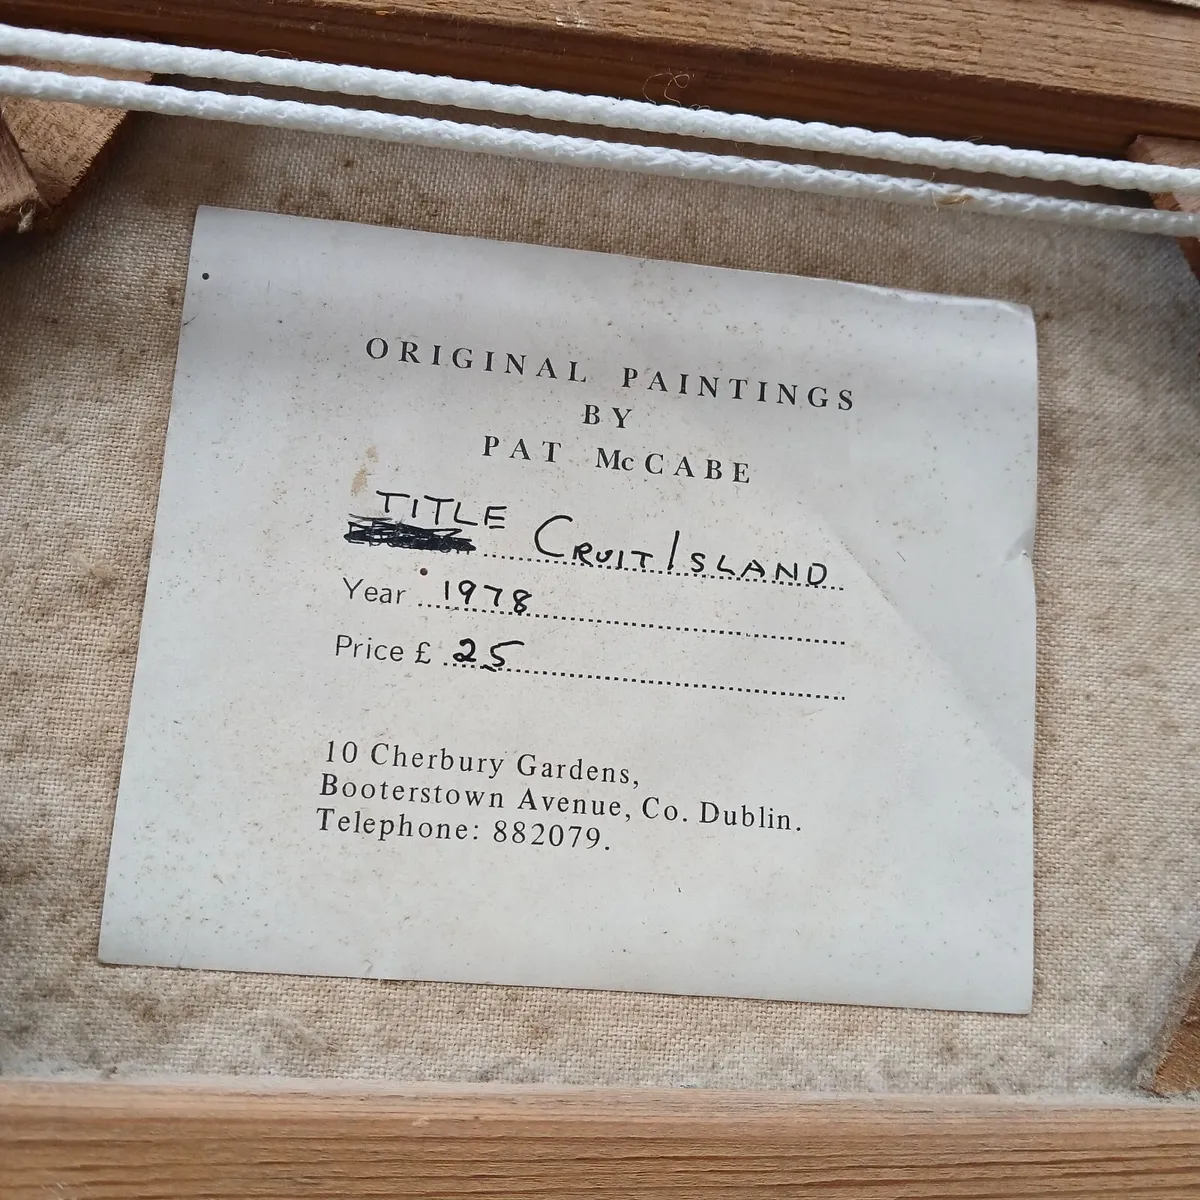 ORIGINAL PAINTINGS
BY
PAT McCABE
TITLE CRUIT ISLAND
Year 1978
Price £ 25
10 Cherbury Gardens,
Booterstown Avenue, Co. Dublin.
Telephone: 882079.